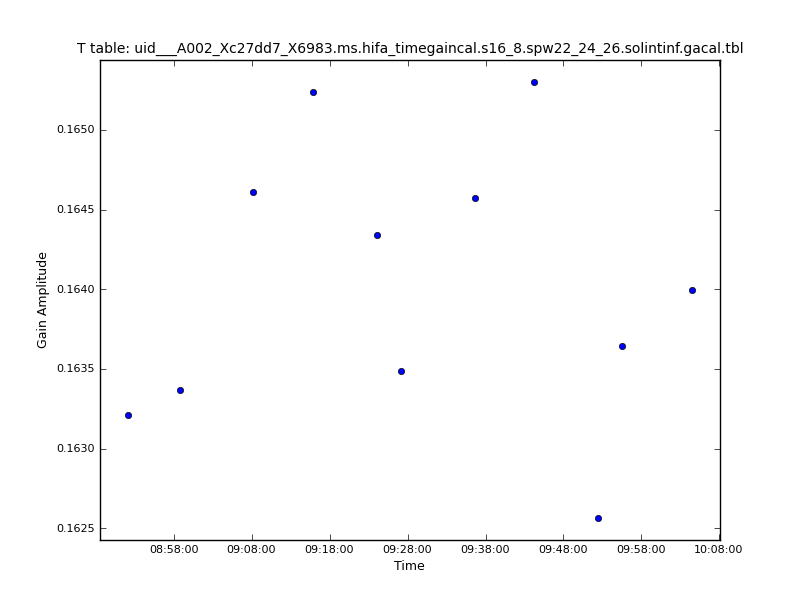 T table: uid___A002_Xc27dd7_X6983.ms.hifa_timegaincal.s16_8.spw22_24_26.solintinf.gacal.tbl
0.1650
0.1645
0.1640
0.1635
0.1630
0.1625
Gain Amplitude
08:58:00 09:08:00 09:18:00 09:28:00 09:38:00 09:48:00 09:58:00 10:08:00
Time